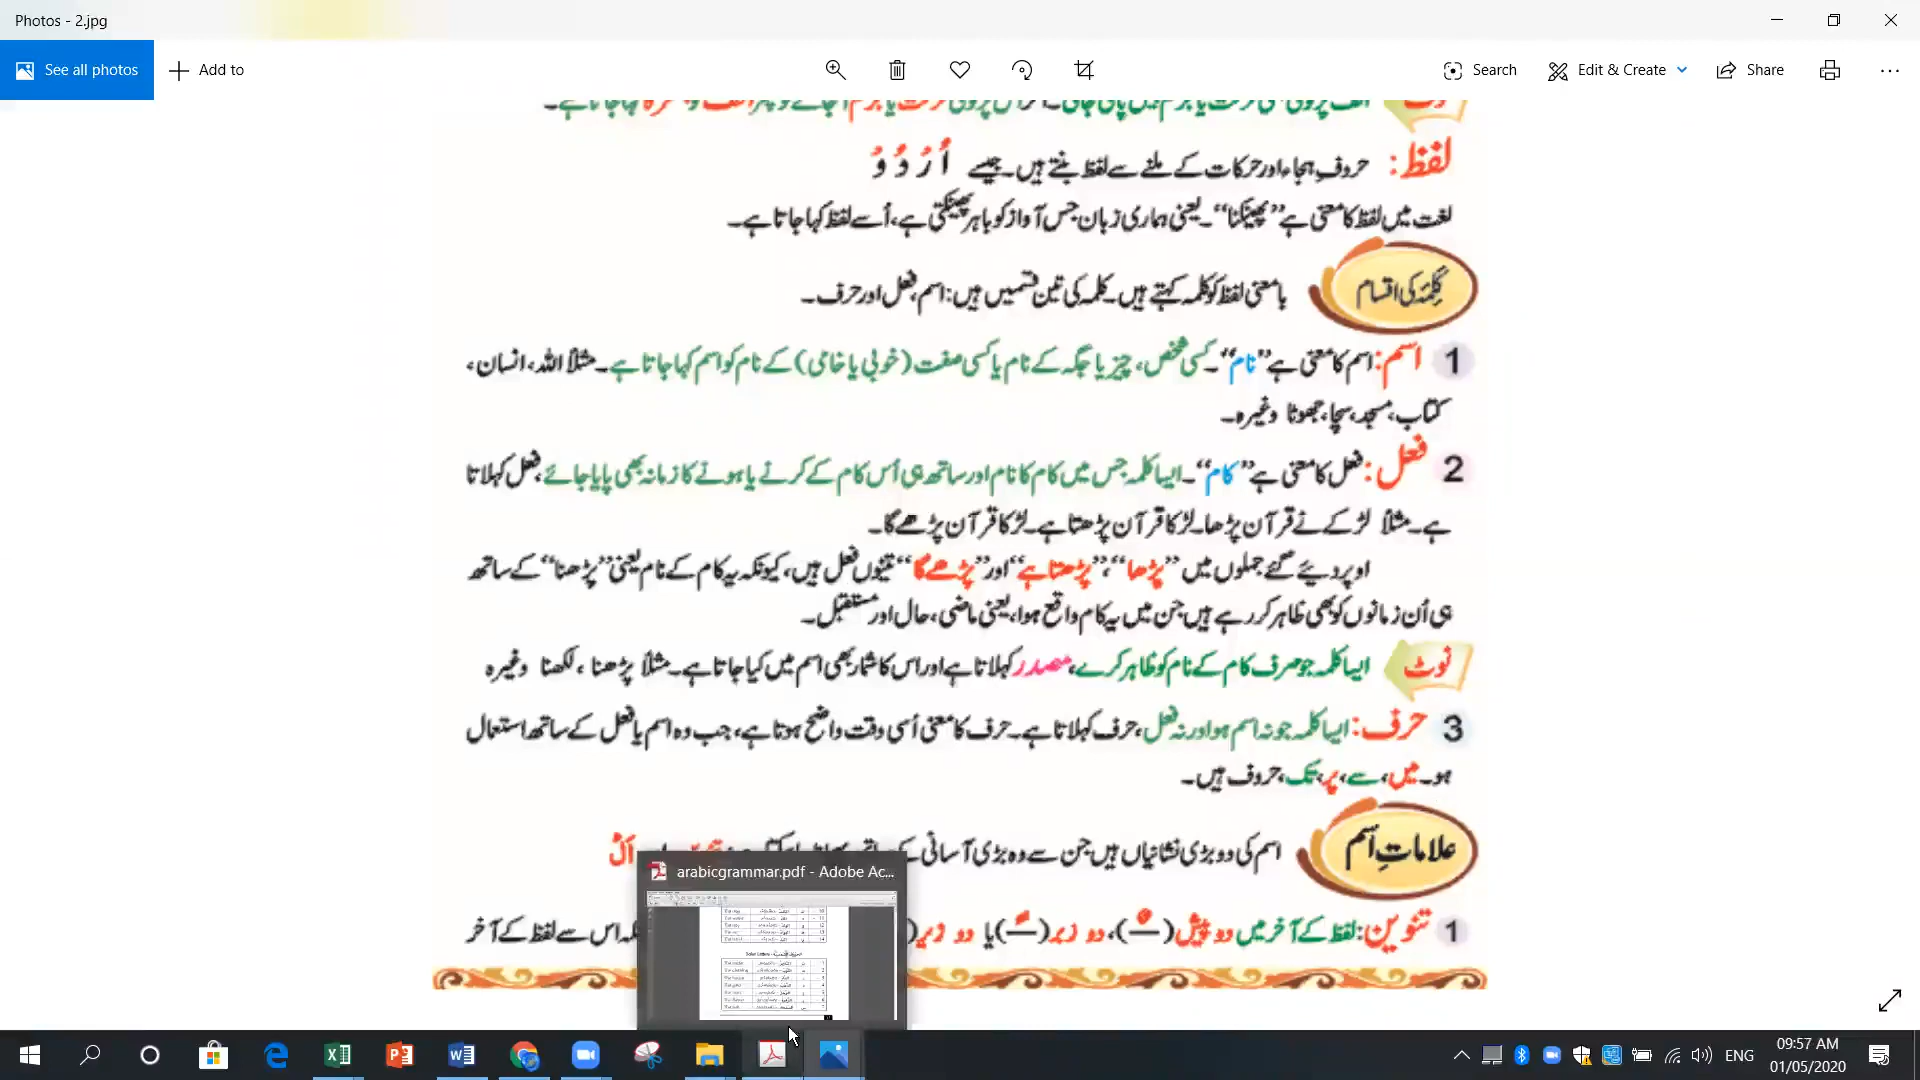 Photos - 2.jpg
See all photos
Add to
Search
Edit & Create
Share
لفظ: حروفِ ہجاء اور حرکات کے ملنے سے لفظ بنتے ہیں۔ جیسے اُ رْ دُ وْ
لغت میں لفظ کا معنی ہے ”پھینکنا“۔ یعنی ہماری زبان جس آواز کو باہر پھینکتی ہے، اُسے لفظ کہا جاتا ہے۔
کلِمَہ کی اقسام
بامعنی لفظ کو کلمہ کہتے ہیں۔ کلمہ کی تین قسمیں ہیں: اسم، فعل اور حرف۔
1 اسم: اسم کا معنی ہے ”نام“۔ کسی شخص، چیز یا جگہ کے نام یا کسی صفت (خوبی یا خامی) کے نام کو اسم کہا جاتا ہے۔ مثلاً اللہ، انسان،
کتاب، مسجد، سچا، جھوٹا وغیرہ۔
2 فعل: فعل کا معنی ہے ”کام“۔ ایسا کلمہ جس میں کام کا نام اور ساتھ ہی اُس کام کے کرنے یا ہونے کا زمانہ بھی پایا جائے، فعل کہلاتا
ہے۔ مثلاً لڑکے نے قرآن پڑھا۔ لڑکا قرآن پڑھتا ہے۔ لڑکا قرآن پڑھے گا۔
اوپر دیئے گئے جملوں میں ”پڑھا“، ”پڑھتا ہے“ اور ”پڑھے گا“ تینوں فعل ہیں، کیونکہ یہ کام کے نام یعنی ”پڑھنا“ کے ساتھ
ہی اُن زمانوں کو بھی ظاہر کر رہے ہیں جن میں یہ کام واقع ہوا، یعنی ماضی، حال اور مستقبل۔
نوٹ ایسا کلمہ جو صرف کام کے نام کو ظاہر کرے، مصدر کہلاتا ہے اور اس کا شمار بھی اسم میں کیا جاتا ہے۔ مثلاً پڑھنا ، لکھنا وغیرہ
3 حرف: ایسا کلمہ جو نہ اسم ہو اور نہ فعل، حرف کہلاتا ہے۔ حرف کا معنی اُسی وقت واضح ہوتا ہے، جب وہ اسم یا فعل کے ساتھ استعمال
ہو۔ میں، سے، پر، تک، حروف ہیں۔
علاماتِ اسم
اسم کی دو بڑی نشانیاں ہیں جن سے وہ بڑی آسانی کے اَلْ
1 تنوین: لفظ کے آخر میں دو پیش (ــٌ)، دو زبر (ــً) یا دو زیر ( اس سے لفظ کے آخر
arabicgrammar.pdf - Adobe Ac...
ENG
09:57 AM
01/05/2020